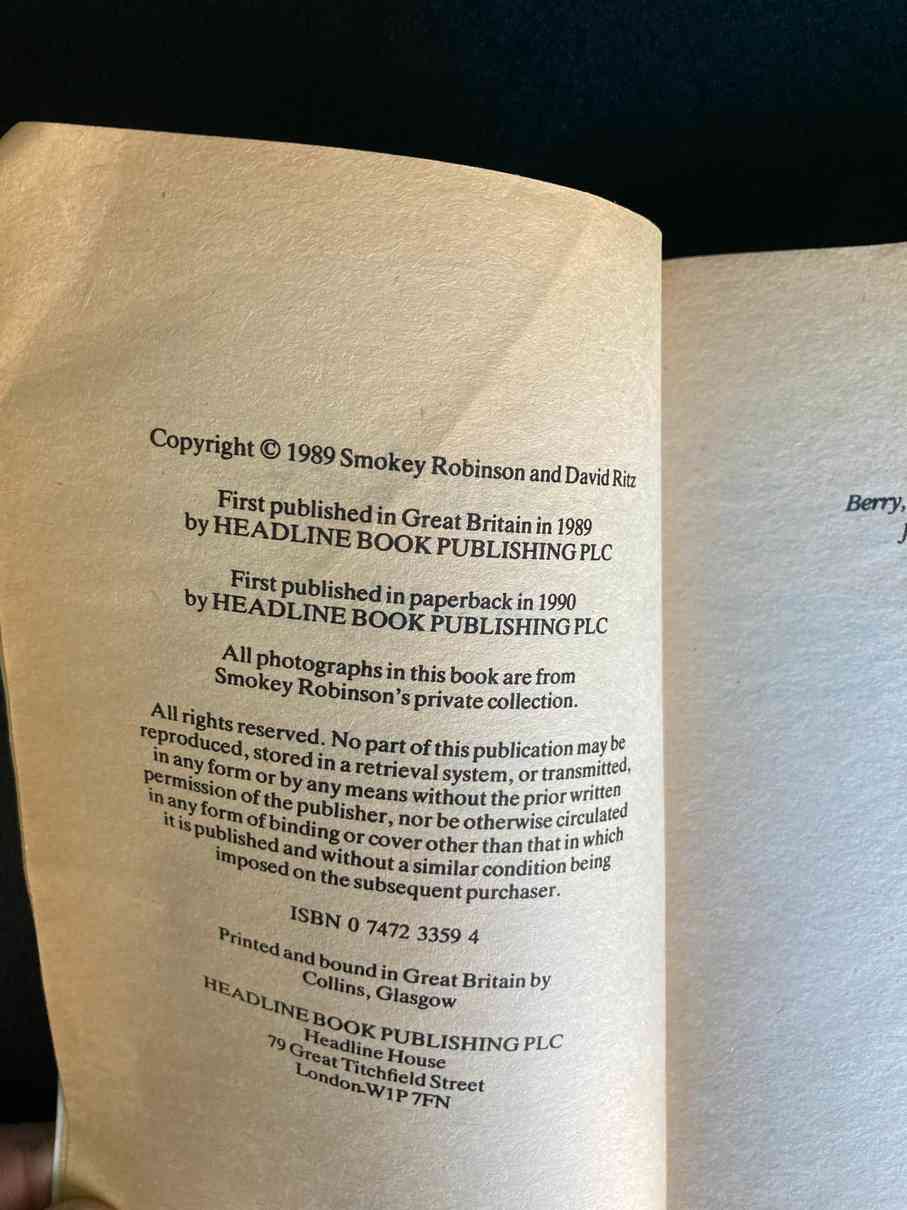 Copyright © 1989 Smokey Robinson and David Ritz
First published in Great Britain in 1989
by HEADLINE BOOK PUBLISHING PLC
First published in paperback in 1990
by HEADLINE BOOK PUBLISHING PLC
All photographs in this book are from
Smokey Robinson's private collection.
All rights reserved. No part of this publication may be
reproduced, stored in a retrieval system, or transmitted,
in any form or by any means without the prior written
permission of the publisher, nor be otherwise circulated
in any form of binding or cover other than that in which
it is published and without a similar condition being
imposed on the subsequent purchaser.
ISBN 0 7472 3359 4
Printed and bound in Great Britain by
Collins, Glasgow
HEADLINE BOOK PUBLISHING PLC
Headline House
79 Great Titchfield Street
London W1P 7FN
Berry,